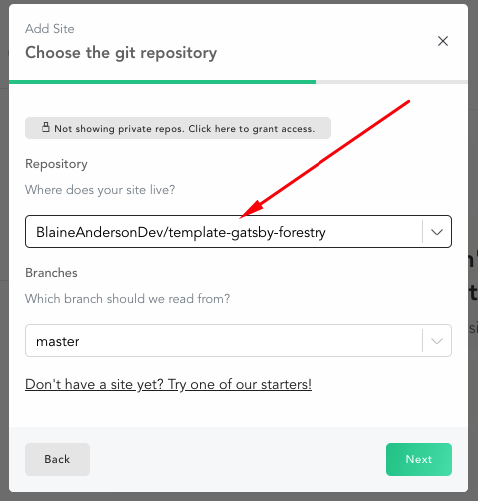 Add Site
Choose the git repository
Not showing private repos. Click here to grant access.
Repository
Where does your site live?
BlaineAndersonDev/template-gatsby-forestry
Branches
Which branch should we read from?
master
Don't have a site yet? Try one of our starters!
Back
Next